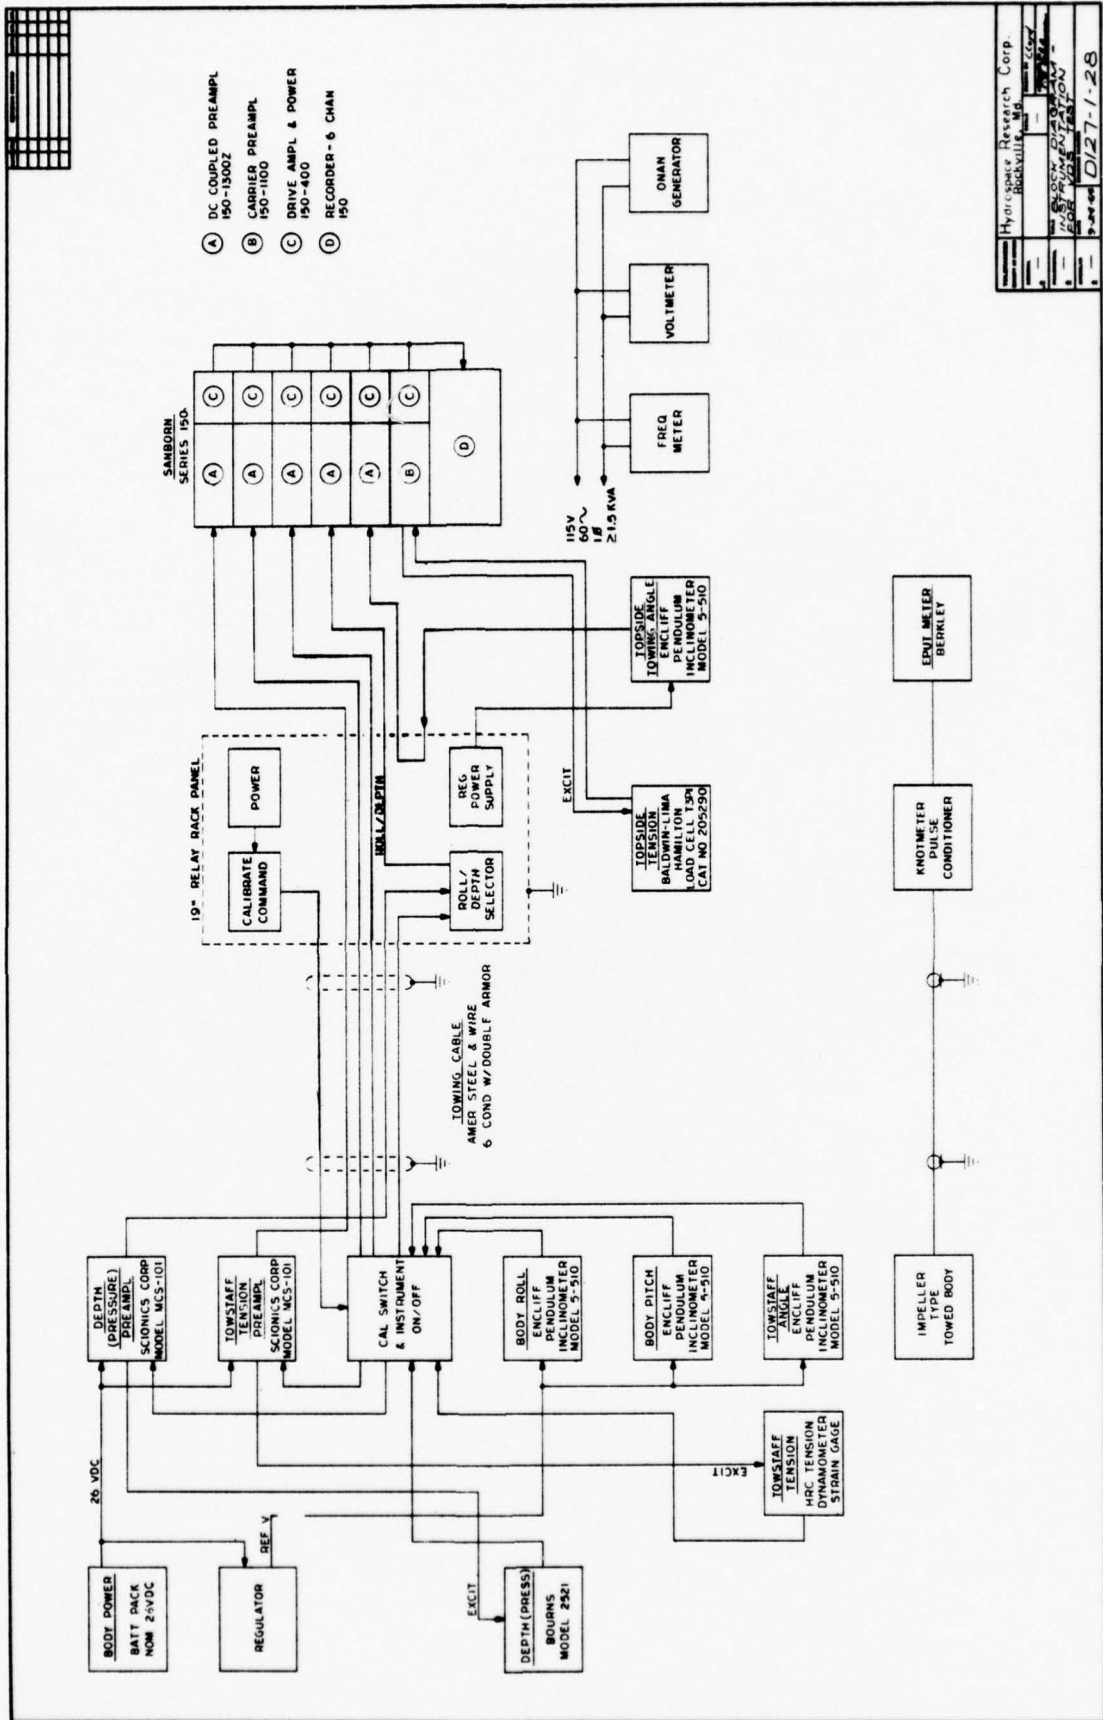 BODY POWER
BATT PACK
NOM 26VDC
26 VDC
REGULATOR
REF V
EXCIT
DEPTH (PRESS)
BOURNS
MODEL 2521
DEPTH
(PRESSURE)
PREAMPL
SCIONICS CORP
MODEL MCS-101
TOWSTAFF
TENSION
PREAMPL
SCIONICS CORP
MODEL MCS-101
CAL SWITCH
& INSTRUMENT
ON/OFF
BODY ROLL
ENCLIFF
PENDULUM
INCLINOMETER
MODEL 5-510
BODY PITCH
ENCLIFF
PENDULUM
INCLINOMETER
MODEL 5-510
TOWSTAFF
ANGLE
ENCLIFF
PENDULUM
INCLINOMETER
MODEL 5-510
EXCIT
TOWSTAFF
TENSION
HRC TENSION
DYNAMOMETER
STRAIN GAGE
IMPELLER
TYPE
TOWED BODY
TOWING CABLE
AMER STEEL & WIRE
6 COND W/DOUBLE ARMOR
19" RELAY RACK PANEL
CALIBRATE
COMMAND
POWER
ROLL/DEPTH
ROLL/
DEPTH
SELECTOR
REG
POWER
SUPPLY
EXCIT
TOPSIDE
TENSION
BALDWIN-LIMA
HAMILTON
LOAD CELL T3P1
CAT NO 205290
TOPSIDE
TOWING ANGLE
ENCLIFF
PENDULUM
INCLINOMETER
MODEL 5-510
KNOTMETER
PULSE
CONDITIONER
EPUT METER
BERKLEY
SANBORN
SERIES 150
A C
A C
A C
A C
A C
B C
D
115V
60~
1Ø
≥1.5 KVA
FREQ
METER
VOLTMETER
ONAN
GENERATOR
A DC COUPLED PREAMPL
150-1300Z
B CARRIER PREAMPL
150-1100
C DRIVE AMPL & POWER
150-400
D RECORDER-6 CHAN
150
Hydrospace Research Corp.
Rockville, Md.
BLOCK DIAGRAM -
INSTRUMENTATION
FOR VDS TEST
D127-1-28